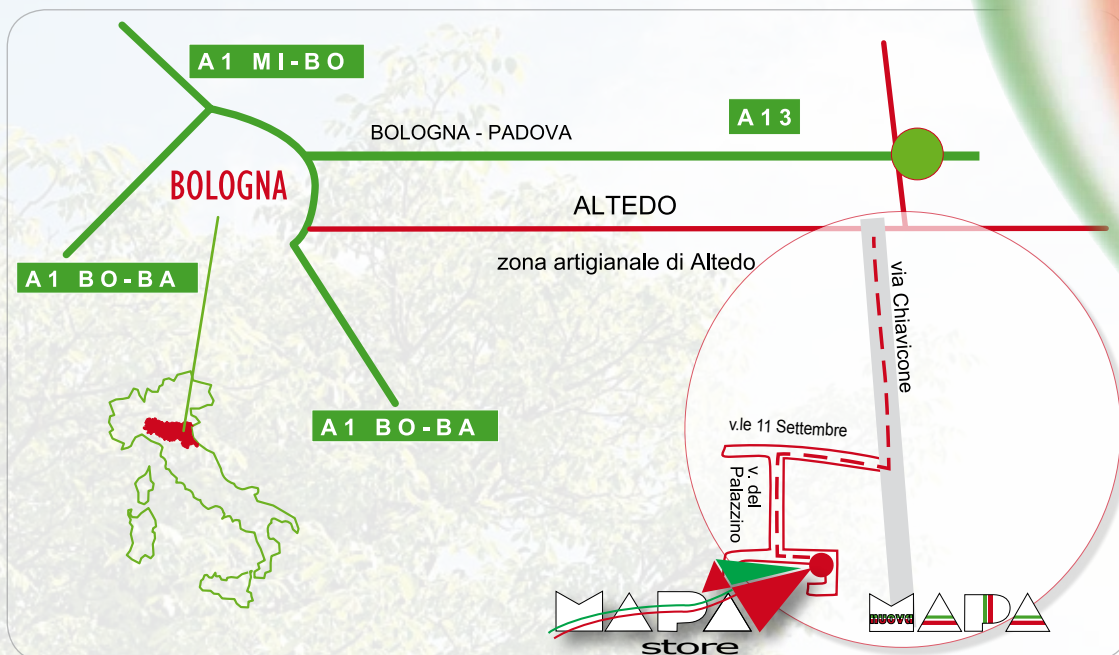 A1 MI-BO
A13
BOLOGNA - PADOVA
BOLOGNA
ALTEDO
zona artigianale di Altedo
A1 BO-BA
via Chiavicone
A1 BO-BA
v.le 11 Settembre
v. del
Palazzino
MAPA
store
nuova
MAPA